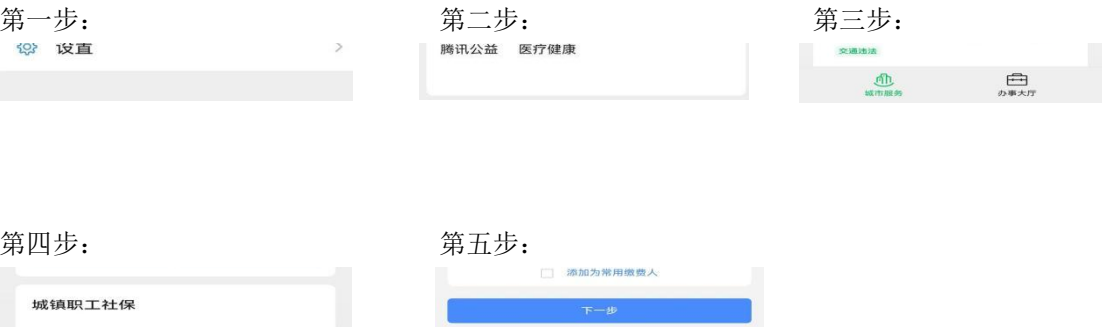 第一步：
设置
第二步：
腾讯公益 医疗健康
第三步：
交通违法
城市服务 办事大厅
第四步：
城镇职工社保
第五步：
添加为常用缴费人
下一步